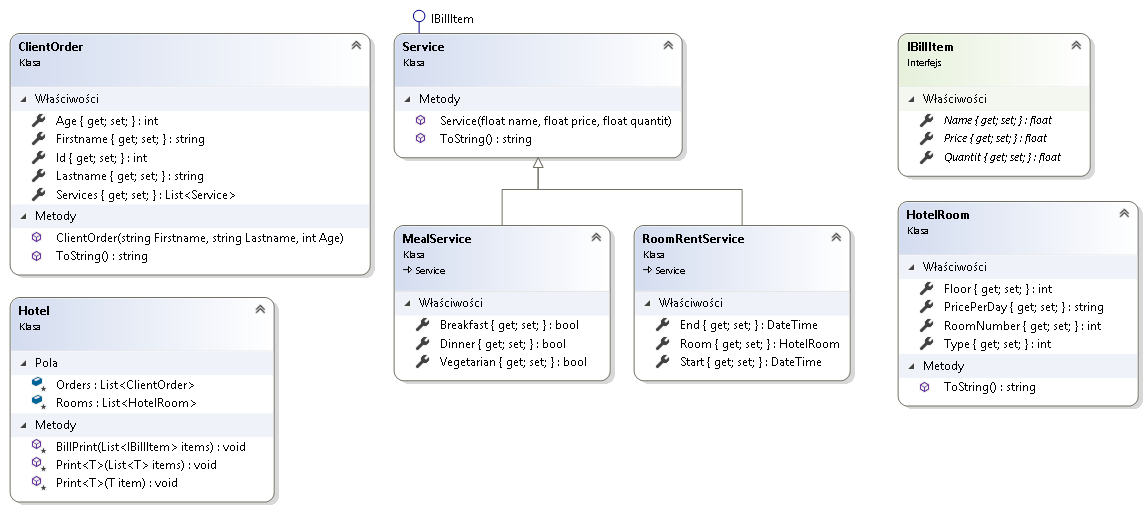 ClientOrder
Klasa
Właściwości
Age { get; set; } : int
Firstname { get; set; } : string
Id { get; set; } : int
Lastname { get; set; } : string
Services { get; set; } : List<Service>
Metody
ClientOrder(string Firstname, string Lastname, int Age)
ToString() : string
Hotel
Klasa
Pola
Orders : List<ClientOrder>
Rooms : List<HotelRoom>
Metody
BillPrint(List<IBillItem> items) : void
Print<T>(List<T> items) : void
Print<T>(T item) : void
IBillItem
Service
Klasa
Metody
Service(float name, float price, float quantit)
ToString() : string
MealService
Klasa
Service
Właściwości
Breakfast { get; set; } : bool
Dinner { get; set; } : bool
Vegetarian { get; set; } : bool
RoomRentService
Klasa
Service
Właściwości
End { get; set; } : DateTime
Room { get; set; } : HotelRoom
Start { get; set; } : DateTime
IBillItem
Interfejs
Właściwości
Name { get; set; } : float
Price { get; set; } : float
Quantit { get; set; } : float
HotelRoom
Klasa
Właściwości
Floor { get; set; } : int
PricePerDay { get; set; } : string
RoomNumber { get; set; } : int
Type { get; set; } : int
Metody
ToString() : string